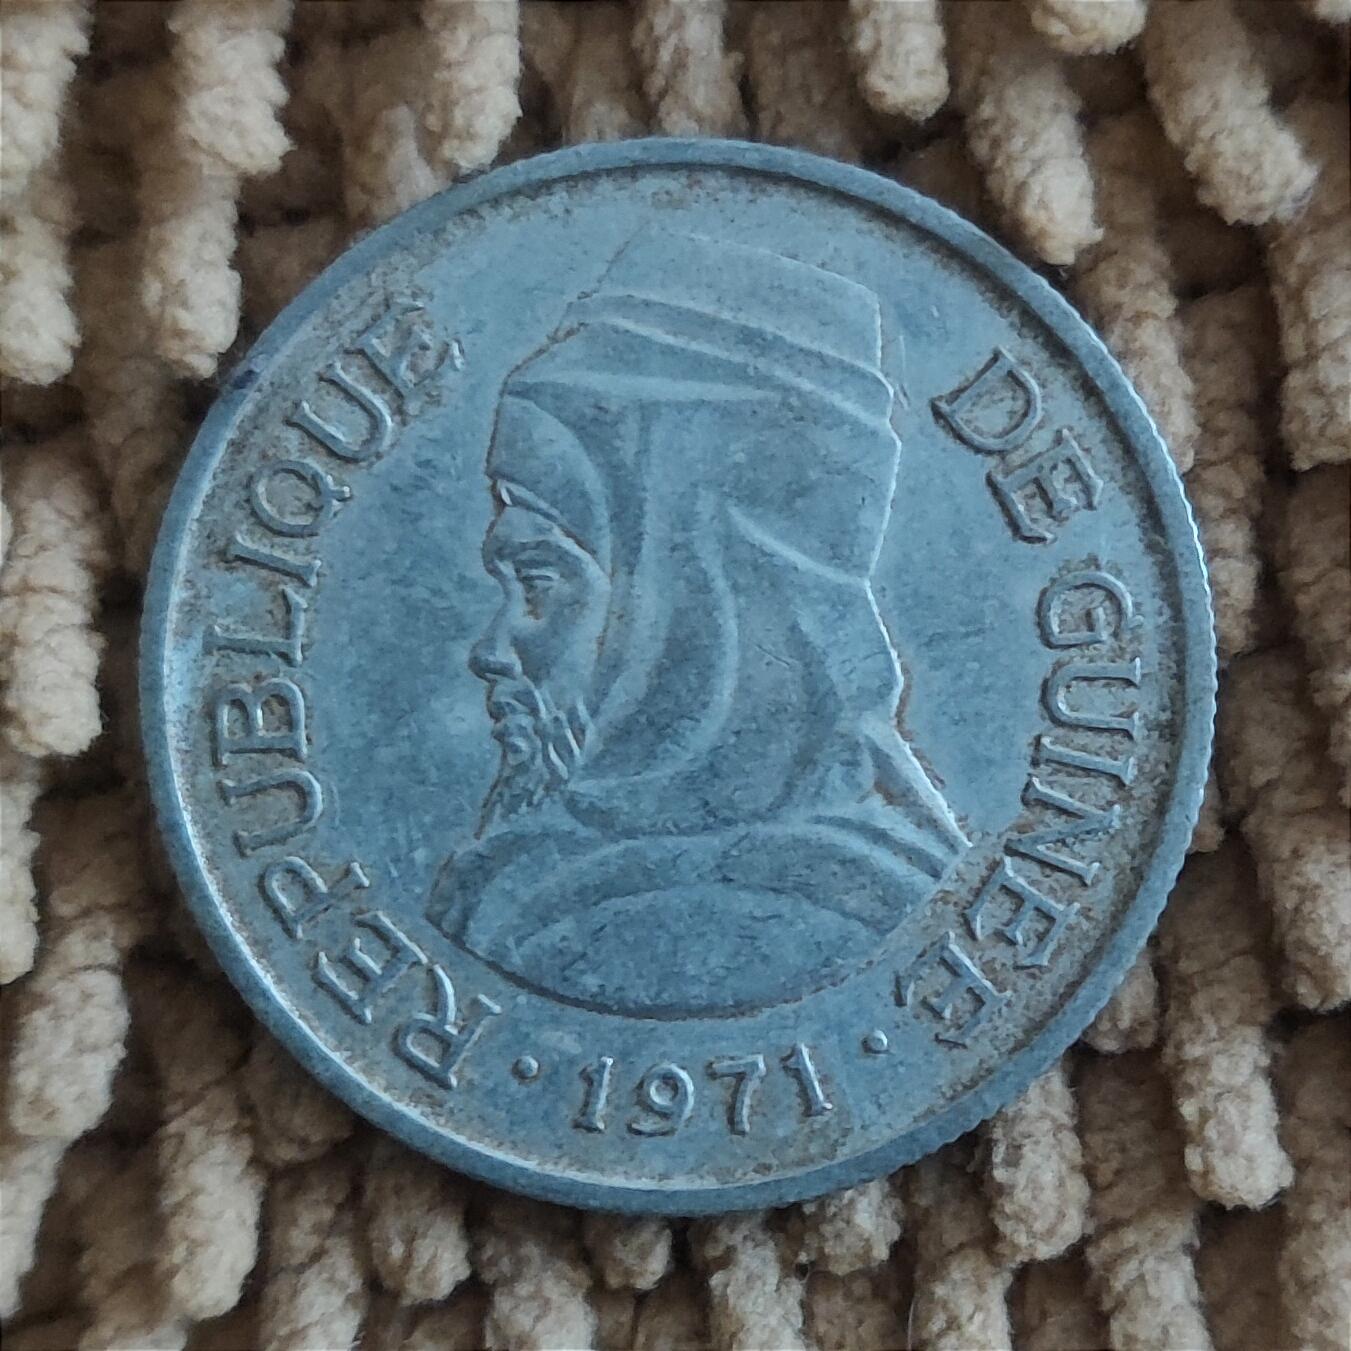 REPUBLIQUE DE GUINEE
· 1971 ·